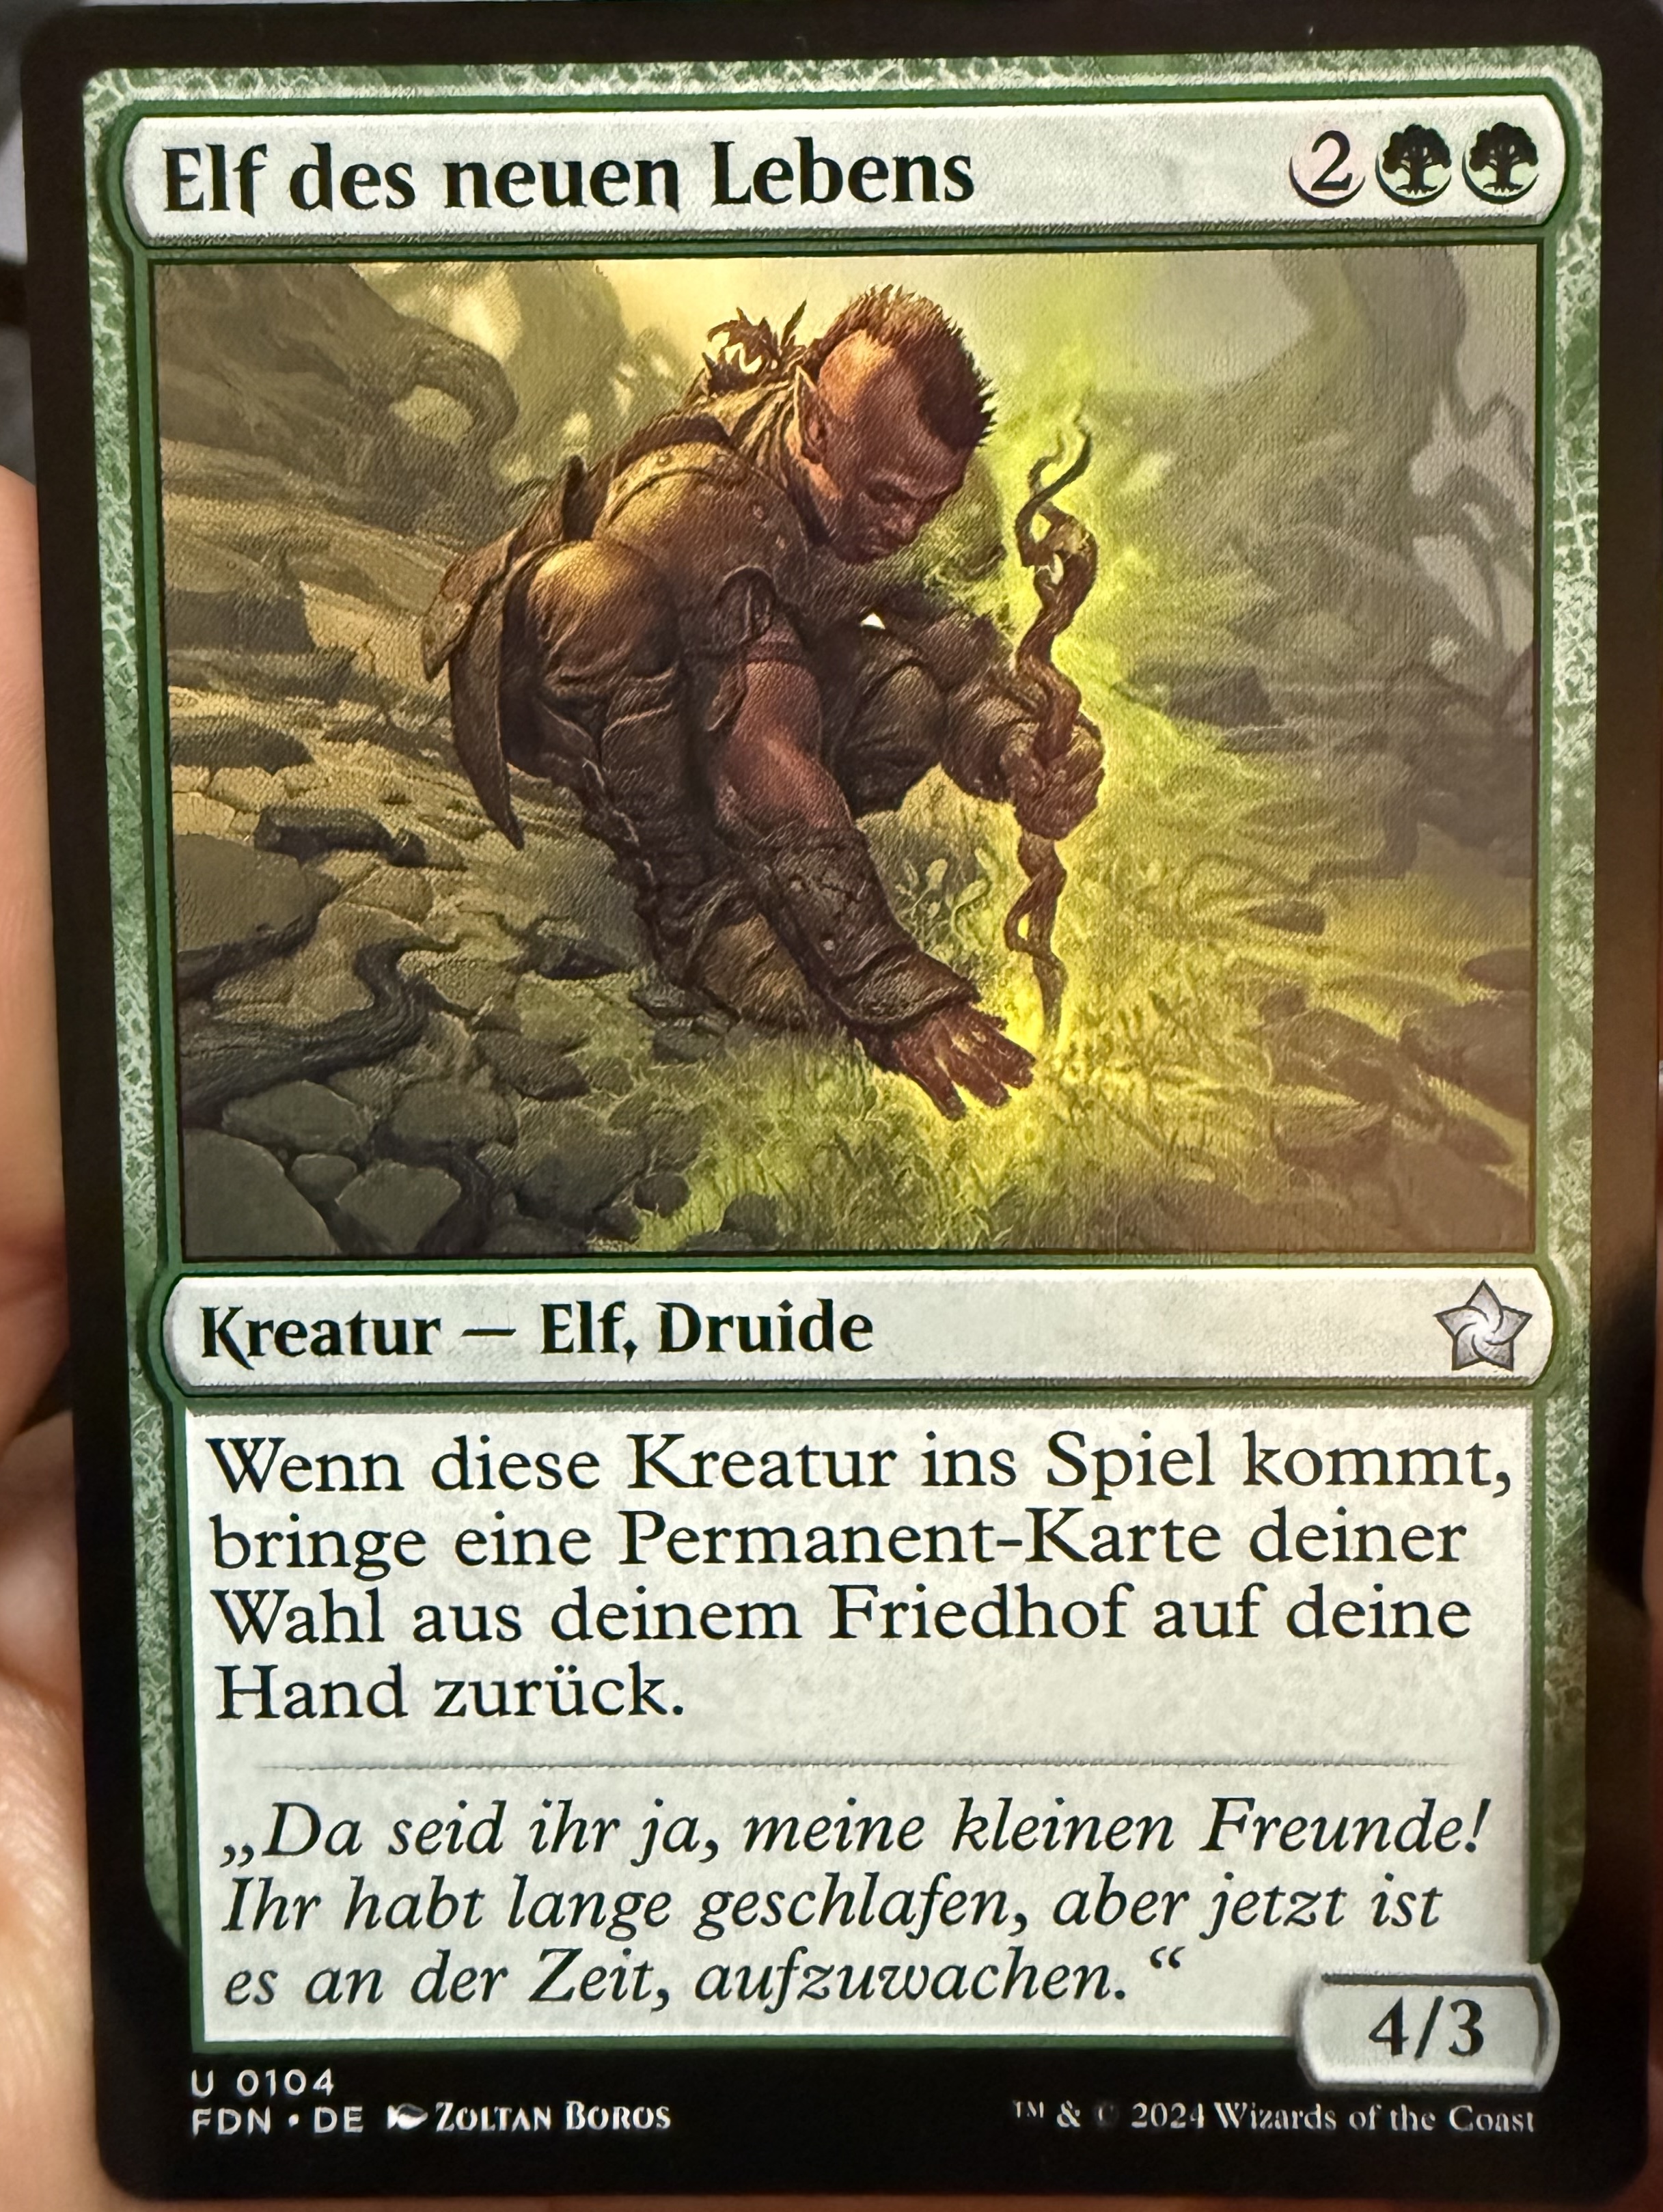 Elf des neuen Lebens 2
Kreatur — Elf, Druide
Wenn diese Kreatur ins Spiel kommt,
bringe eine Permanent-Karte deiner
Wahl aus deinem Friedhof auf deine
Hand zurück.
„Da seid ihr ja, meine kleinen Freunde!
Ihr habt lange geschlafen, aber jetzt ist
es an der Zeit, aufzuwachen.“
4/3
U 0104
FDN • DE Zoltan Boros
™ & © 2024 Wizards of the Coast